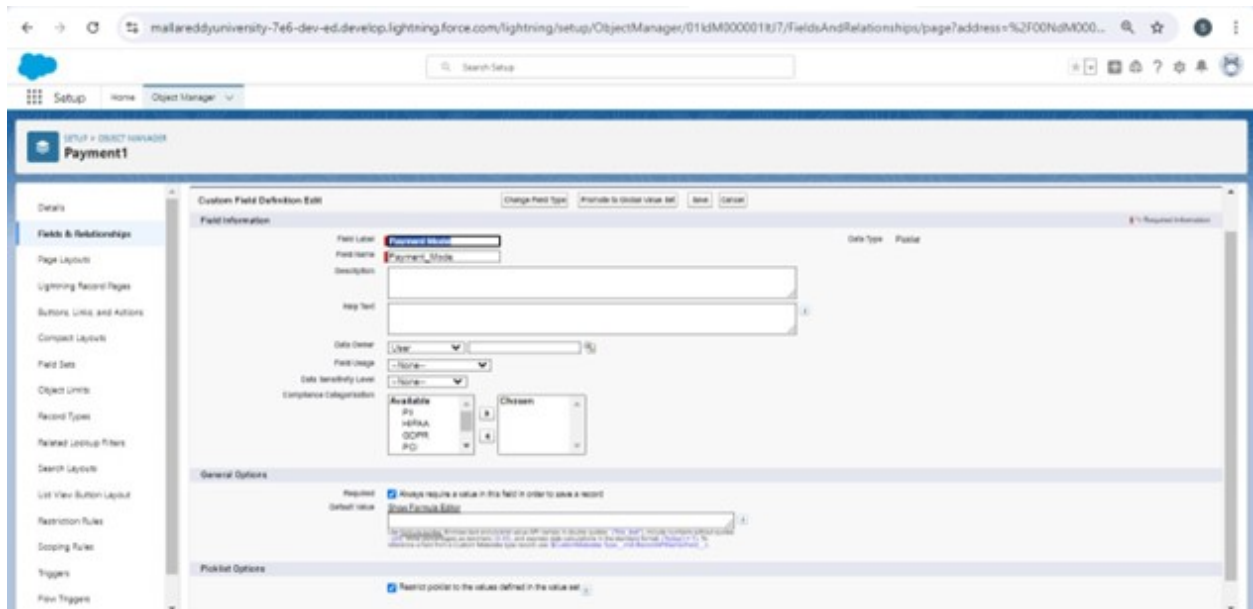 mallareddyuniversity-7e6-dev-ed.develop.lightning.force.com/lightning/setup/ObjectManager/
Search Setup
Setup Home Object Manager
SETUP > OBJECT MANAGER
Payment1
Details
Fields & Relationships
Page Layouts
Lightning Record Pages
Buttons, Links, and Actions
Compact Layouts
Field Sets
Object Limits
Record Types
Related Lookup Filters
Search Layouts
List View Button Layout
Restriction Rules
Scoping Rules
Triggers
Flow Triggers
Custom Field Definition Edit Change Field Type Promote to Global Value Set Save Cancel
Field Information = Required Information
Field Label Payment Mode Data Type Picklist
Field Name Payment_Mode
Description
Help Text
Data Owner User
Field Usage --None--
Data Sensitivity Level --None--
Compliance Categorization Available Chosen
PII
HIPAA
GDPR
PCI
General Options
Required Always require a value in this field in order to save a record
Default Value Show Formula Editor
Picklist Options
Restrict picklist to the values defined in the value set